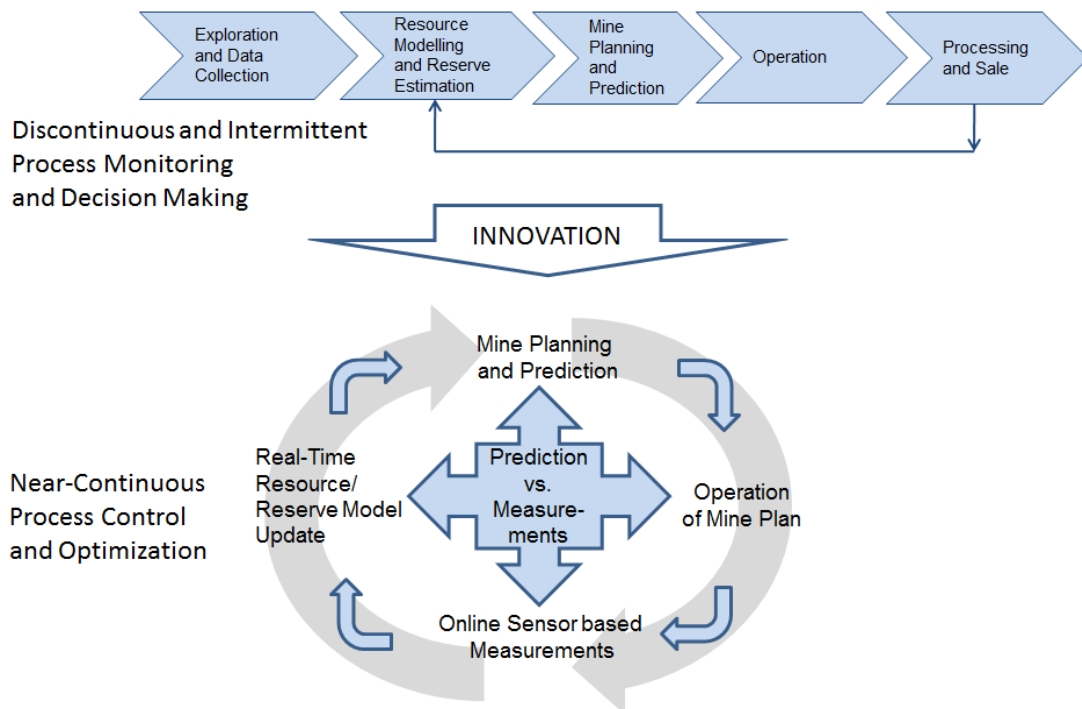 Exploration
and Data
Collection
Resource
Modelling
and Reserve
Estimation
Mine
Planning
and
Prediction
Operation
Processing
and Sale
Discontinuous and Intermittent
Process Monitoring
and Decision Making
INNOVATION
Mine Planning
and Prediction
Real-Time
Resource/
Reserve Model
Update
Prediction
vs.
Measure-
ments
Operation
of Mine Plan
Near-Continuous
Process Control
and Optimization
Online Sensor based
Measurements